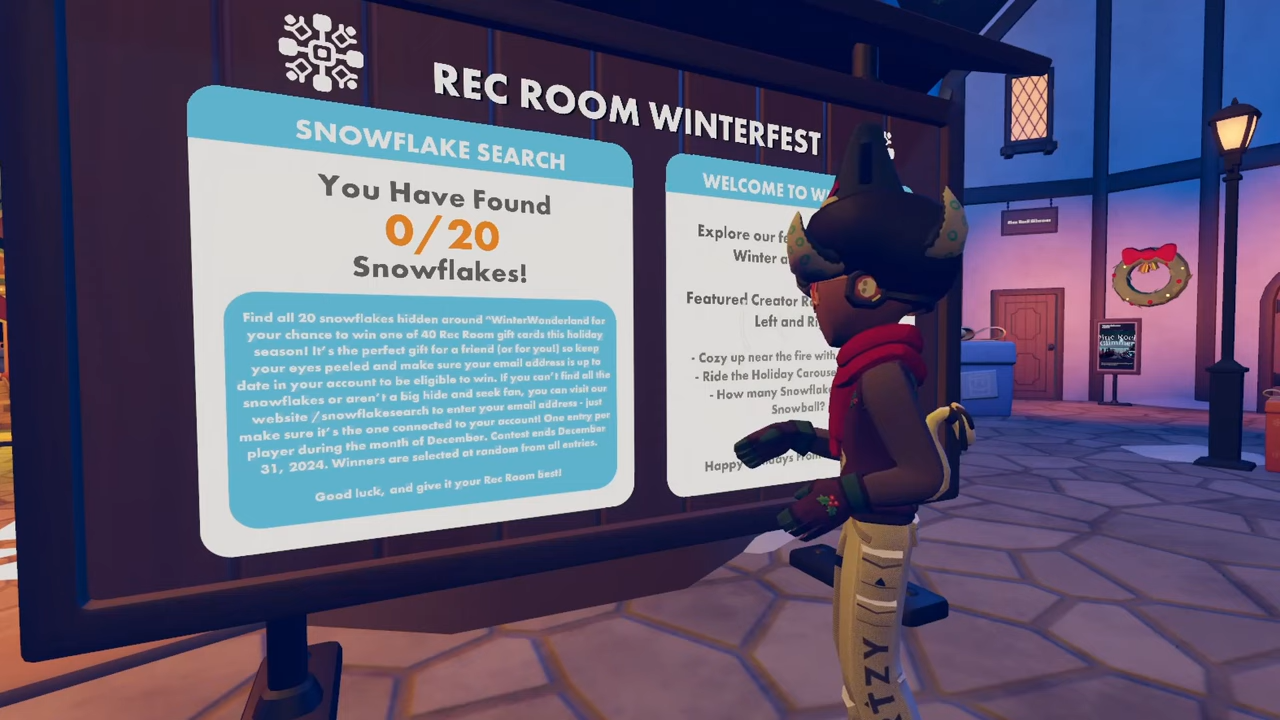 REC ROOM WINTERFEST
SNOWFLAKE SEARCH
You Have Found
0/20
Snowflakes!
Find all 20 snowflakes hidden around "WinterWonderland for
your chance to win one of 40 Rec Room gift cards this holiday
season! It's the perfect gift for a friend (or for you!) so keep
your eyes peeled and make sure your email address is up to
date in your account to be eligible to win. If you can't find all the
snowflakes or aren't a big hide and seek fan, you can visit our
website /snowflakesearch to enter your email address - just
make sure it's the one connected to your account! One entry per
player during the month of December. Contest ends December
31, 2024. Winners are selected at random from all entries.
Good luck, and give it your Rec Room best!
WELCOME TO
Explore our
Winter
Featured Creator
Left and
- Cozy up near the fire with
- Ride the Holiday
- How many
Snowball?
Happy
From
TZY